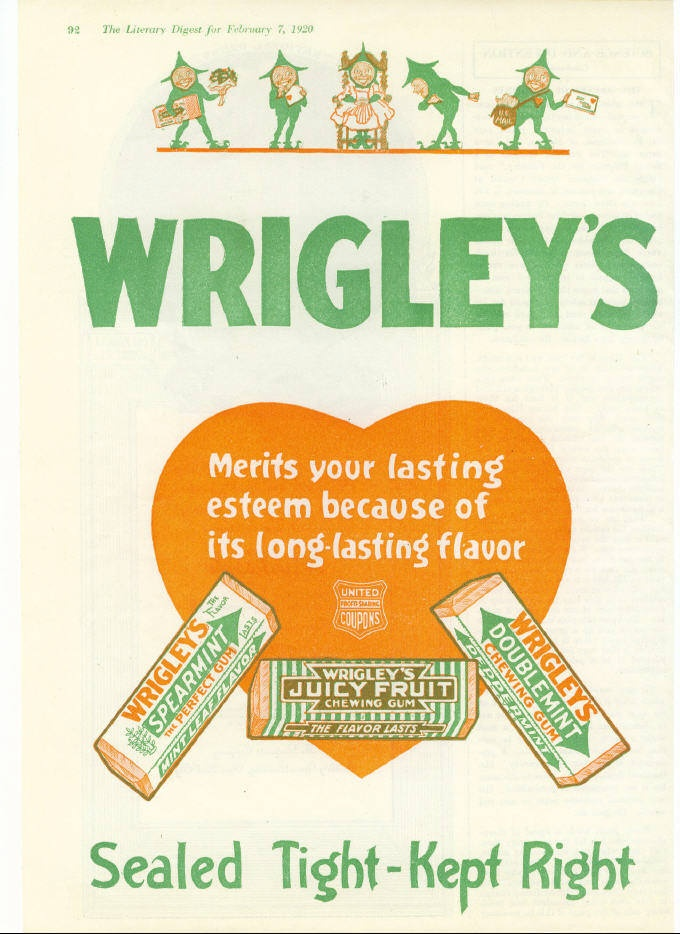 92 The Literary Digest for February 7, 1920
U.S. MAIL
WRIGLEY'S
Merits your lasting
esteem because of
its long-lasting flavor
UNITED
PROFIT-SHARING
COUPONS
WRIGLEY'S
SPEARMINT
THE PERFECT GUM
MINT LEAF FLAVOR
THE FLAVOR LASTS
WRIGLEY'S
JUICY FRUIT
CHEWING GUM
THE FLAVOR LASTS
WRIGLEY'S
DOUBLEMINT
CHEWING GUM
PEPPERMINT
Sealed Tight-Kept Right